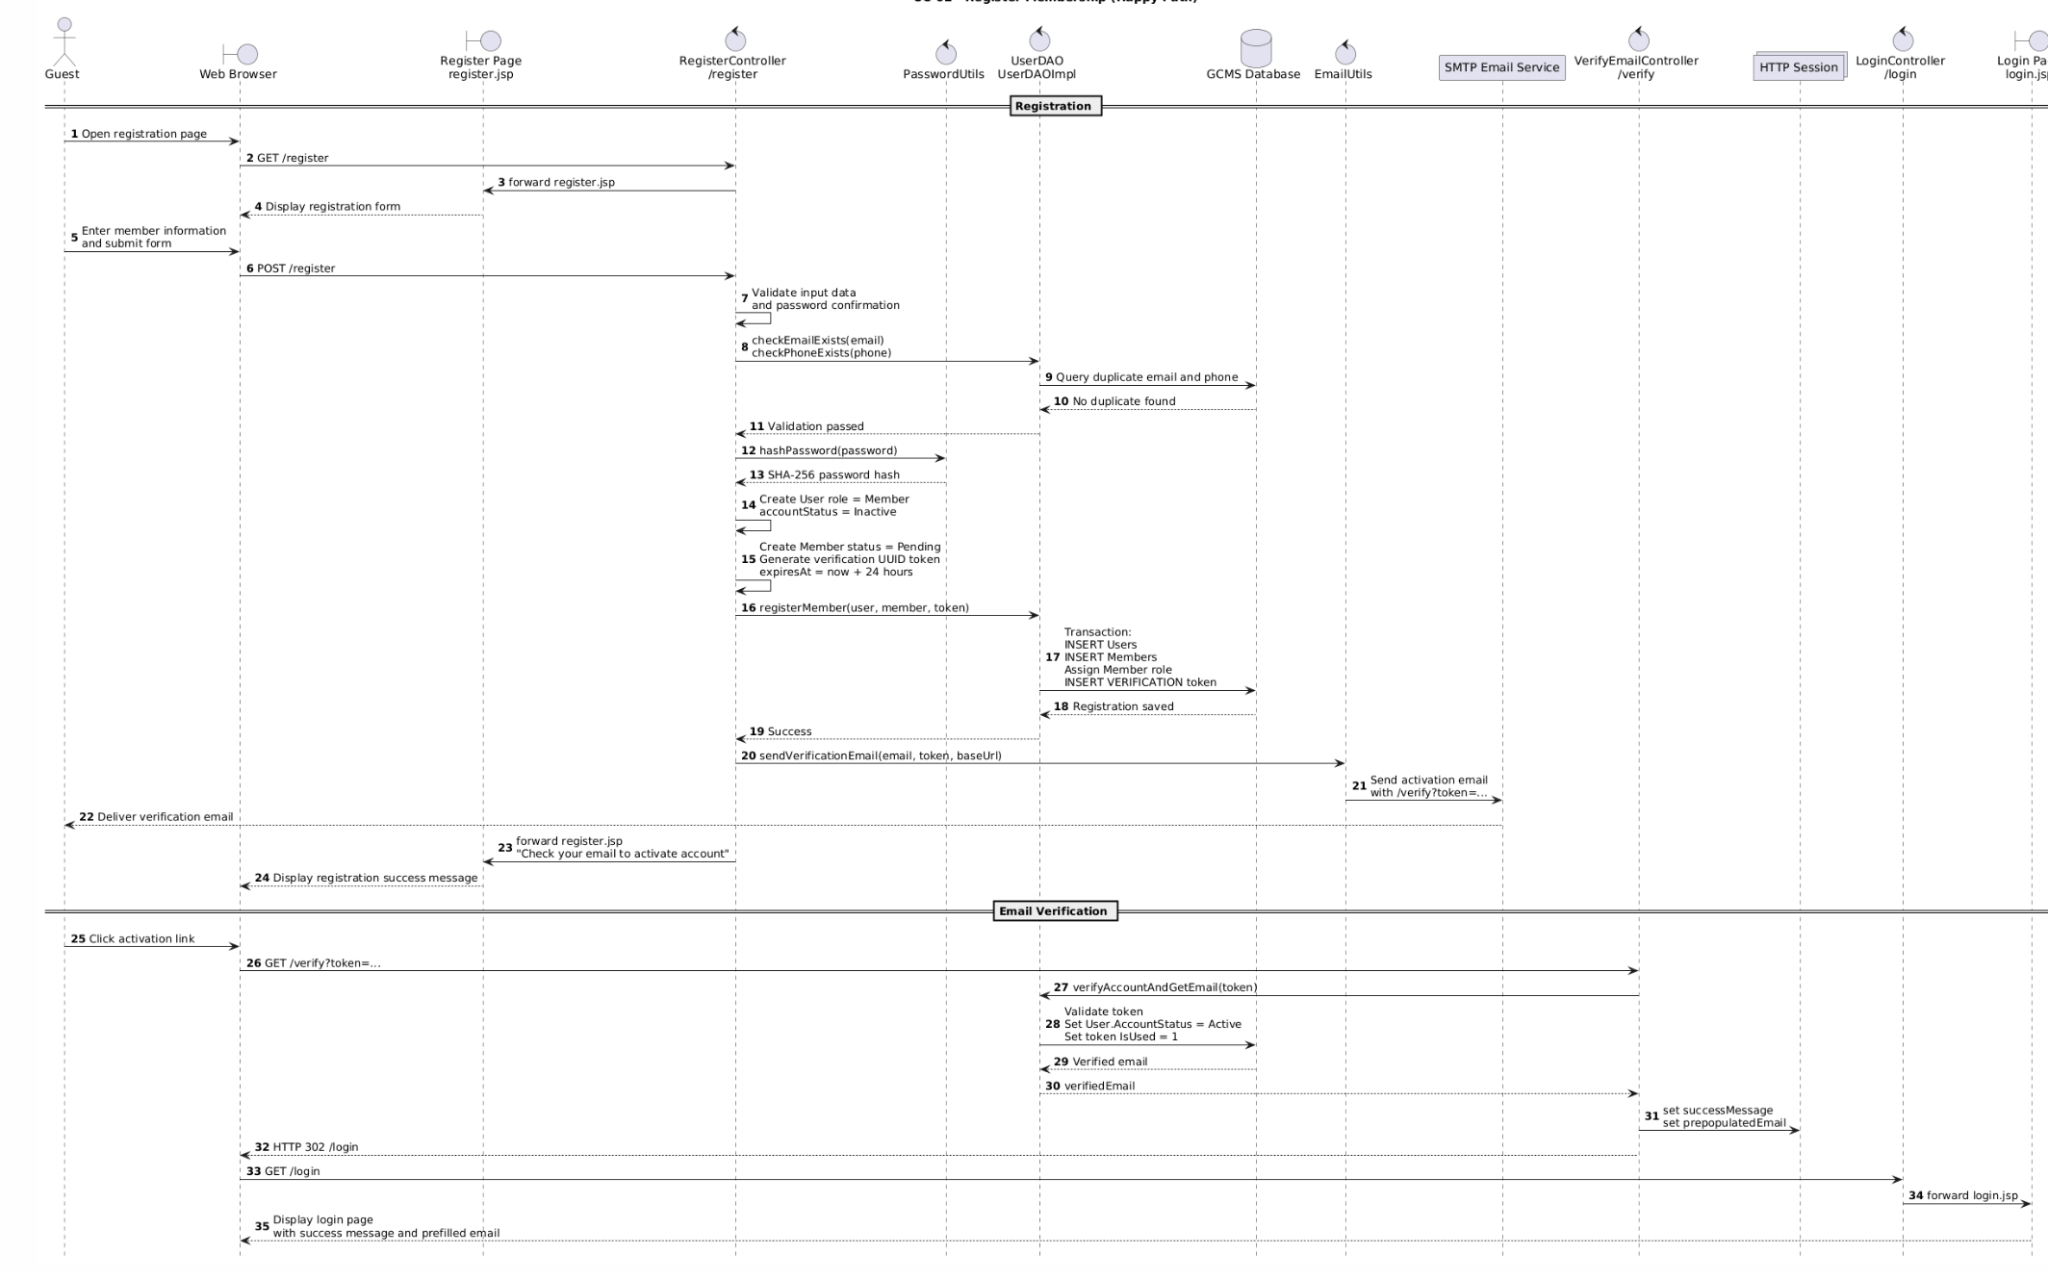 Guest
Web Browser
Register Page
register.jsp
RegisterController
/register
PasswordUtils
UserDAO
UserDAOImpl
GCMS Database
EmailUtils
SMTP Email Service
VerifyEmailController
/verify
HTTP Session
LoginController
/login
Login Pa
login.jsp
Registration
1 Open registration page
2 GET /register
3 forward register.jsp
4 Display registration form
5 Enter member information
and submit form
6 POST /register
7 Validate input data
and password confirmation
8 checkEmailExists(email)
checkPhoneExists(phone)
9 Query duplicate email and phone
10 No duplicate found
11 Validation passed
12 hashPassword(password)
13 SHA-256 password hash
14 Create User role = Member
accountStatus = Inactive
Create Member status = Pending
15 Generate verification UUID token
expiresAt = now + 24 hours
16 registerMember(user, member, token)
Transaction:
INSERT Users
17 INSERT Members
Assign Member role
INSERT VERIFICATION token
18 Registration saved
19 Success
20 sendVerificationEmail(email, token, baseUrl)
21 Send activation email
with /verify?token=...
22 Deliver verification email
23 forward register.jsp
"Check your email to activate account"
24 Display registration success message
Email Verification
25 Click activation link
26 GET /verify?token=...
27 verifyAccountAndGetEmail(token)
Validate token
28 Set User.AccountStatus = Active
Set token IsUsed = 1
29 Verified email
30 verifiedEmail
31 set successMessage
set prepopulatedEmail
32 HTTP 302 /login
33 GET /login
34 forward login.jsp
35 Display login page
with success message and prefilled email